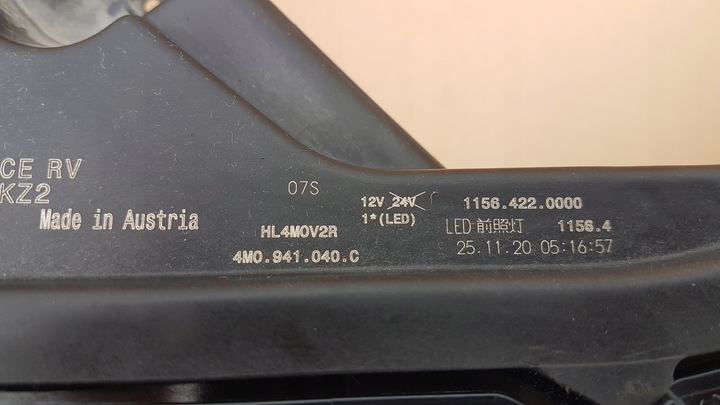 CE RV
KZ2
Made in Austria
07S
12V 24V
1*(LED)
HL4M0V2R
4M0.941.040.C
1156.422.0000
LED-前照灯 1156.4
25.11.20 05:16:57